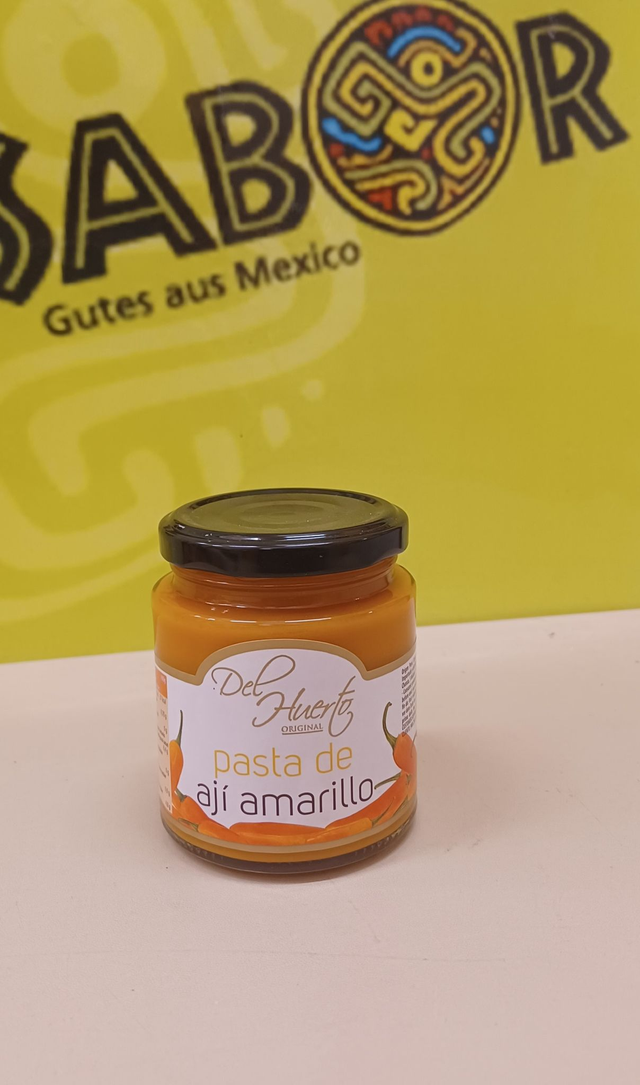 SABOR
Gutes aus Mexico
Del
Huerto
ORIGINAL
pasta de
ají amarillo